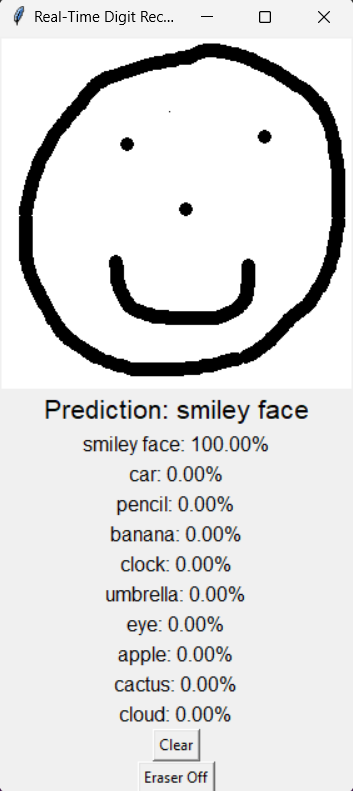 Real-Time Digit Rec...
Prediction: smiley face
smiley face: 100.00%
car: 0.00%
pencil: 0.00%
banana: 0.00%
clock: 0.00%
umbrella: 0.00%
eye: 0.00%
apple: 0.00%
cactus: 0.00%
cloud: 0.00%
Clear
Eraser Off